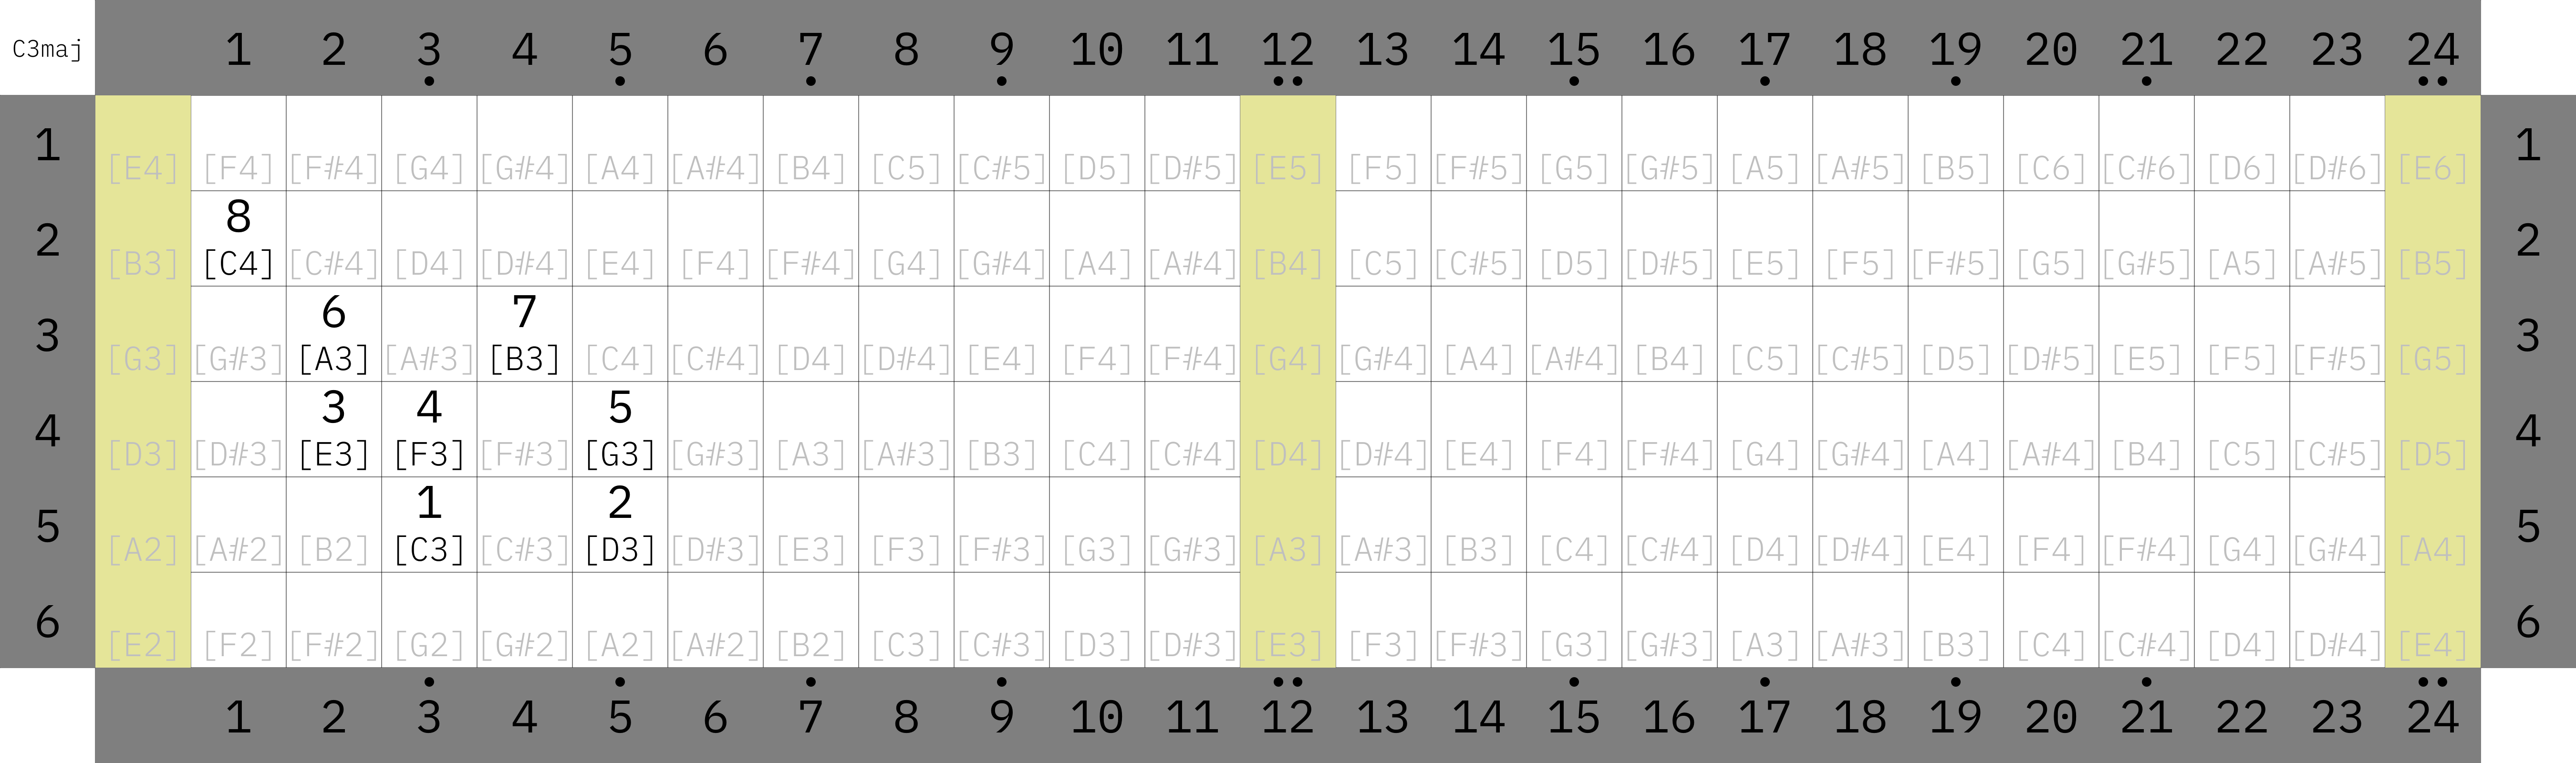 C3maj
1 2 3 4 5 6 7 8 9 10 11 12 13 14 15 16 17 18 19 20 21 22 23 24
1 [E4] [F4] [F#4] [G4] [G#4] [A4] [A#4] [B4] [C5] [C#5] [D5] [D#5] [E5] [F5] [F#5] [G5] [G#5] [A5] [A#5] [B5] [C6] [C#6] [D6] [D#6] [E6] 1
8
2 [B3] [C4] [C#4] [D4] [D#4] [E4] [F4] [F#4] [G4] [G#4] [A4] [A#4] [B4] [C5] [C#5] [D5] [D#5] [E5] [F5] [F#5] [G5] [G#5] [A5] [A#5] [B5] 2
6 7
3 [G3] [G#3] [A3] [A#3] [B3] [C4] [C#4] [D4] [D#4] [E4] [F4] [F#4] [G4] [G#4] [A4] [A#4] [B4] [C5] [C#5] [D5] [D#5] [E5] [F5] [F#5] [G5] 3
3 4 5
4 [D3] [D#3] [E3] [F3] [F#3] [G3] [G#3] [A3] [A#3] [B3] [C4] [C#4] [D4] [D#4] [E4] [F4] [F#4] [G4] [G#4] [A4] [A#4] [B4] [C5] [C#5] [D5] 4
1 2
5 [A2] [A#2] [B2] [C3] [C#3] [D3] [D#3] [E3] [F3] [F#3] [G3] [G#3] [A3] [A#3] [B3] [C4] [C#4] [D4] [D#4] [E4] [F4] [F#4] [G4] [G#4] [A4] 5
6 [E2] [F2] [F#2] [G2] [G#2] [A2] [A#2] [B2] [C3] [C#3] [D3] [D#3] [E3] [F3] [F#3] [G3] [G#3] [A3] [A#3] [B3] [C4] [C#4] [D4] [D#4] [E4] 6
1 2 3 4 5 6 7 8 9 10 11 12 13 14 15 16 17 18 19 20 21 22 23 24